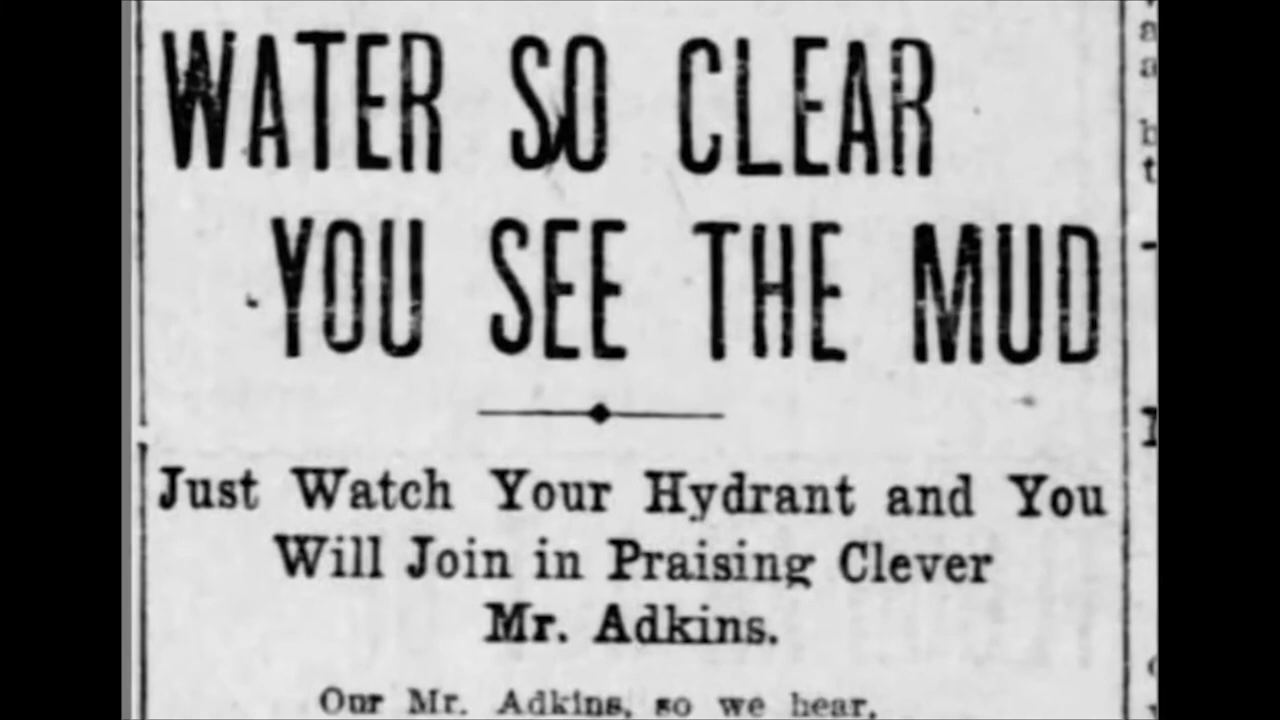 WATER SO CLEAR
YOU SEE THE MUD
Just Watch Your Hydrant and You
Will Join in Praising Clever
Mr. Adkins.
Our Mr. Adkins, so we hear,